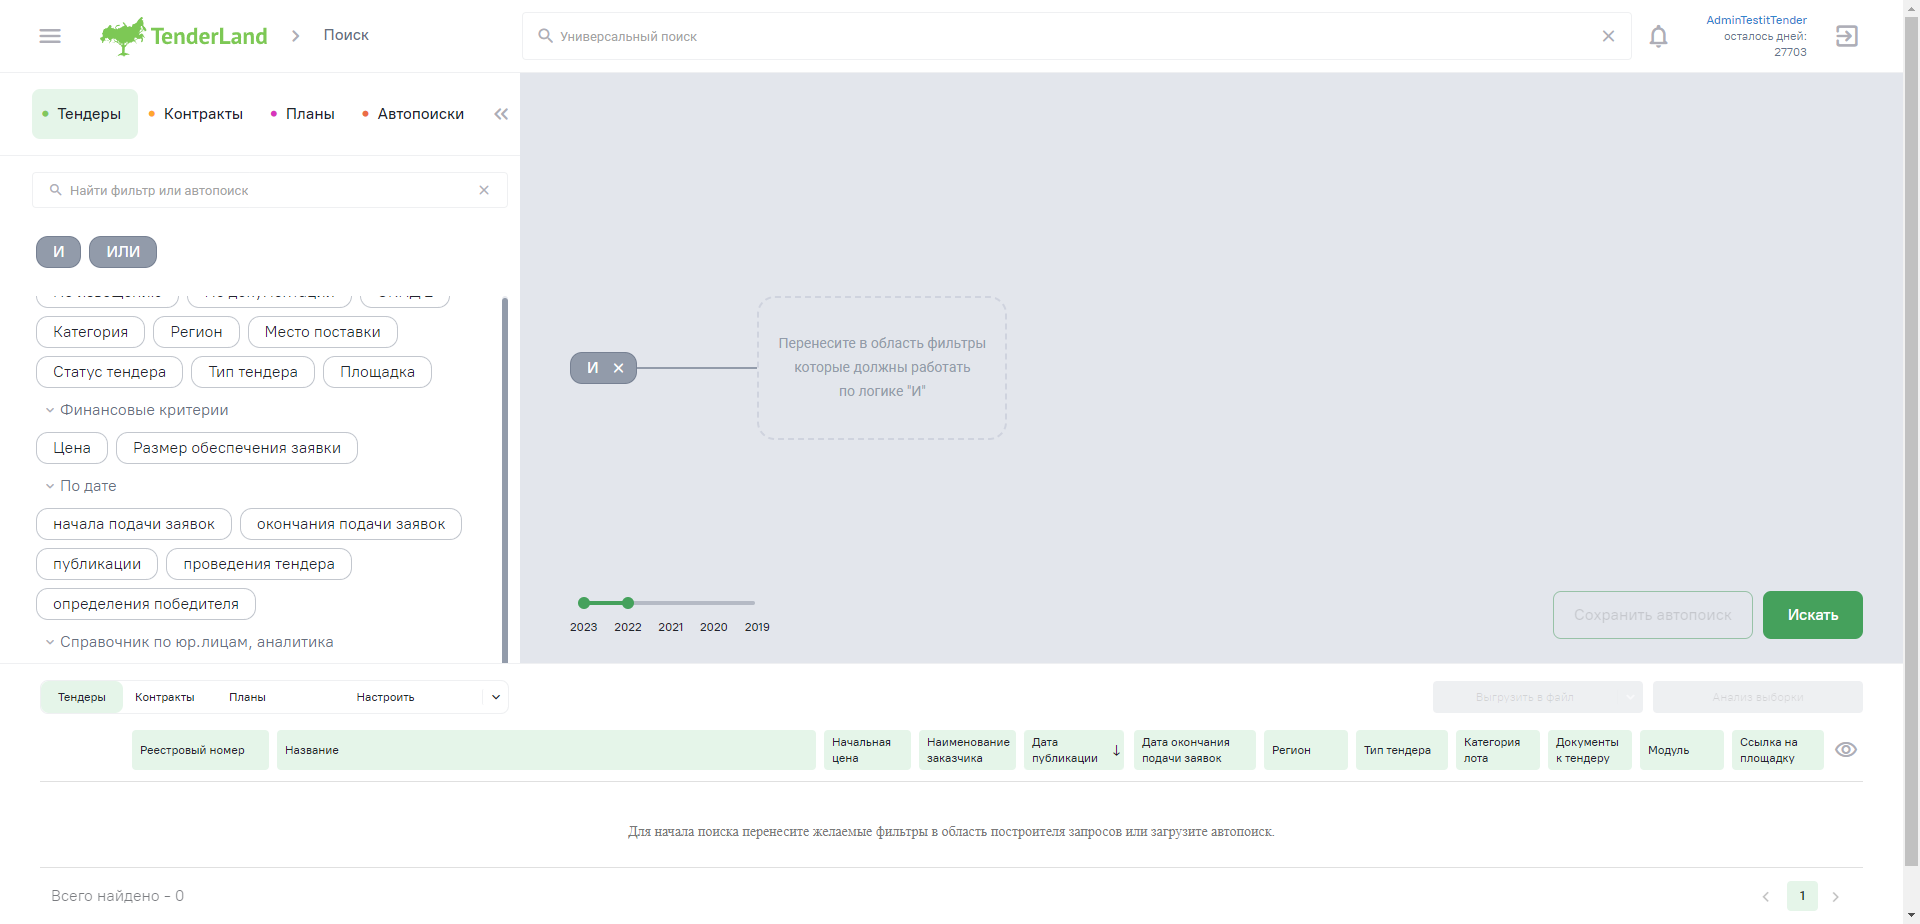 TenderLand
Поиск
Универсальный поиск
AdminTestitTender
осталось дней:
27703
Тендеры
Контракты
Планы
Автопоиски
Найти фильтр или автопоиск
И
ИЛИ
Категория
Регион
Место поставки
Статус тендера
Тип тендера
Площадка
Финансовые критерии
Цена
Размер обеспечения заявки
По дате
начала подачи заявок
окончания подачи заявок
публикации
проведения тендера
определения победителя
Справочник по юр.лицам, аналитика
И
Перенесите в область фильтры
которые должны работать
по логике "И"
2023
2022
2021
2020
2019
Сохранить автопоиск
Искать
Тендеры
Контракты
Планы
Настроить
Выгрузить в файл
Анализ выборки
Реестровый номер
Название
Начальная
цена
Наименование
заказчика
Дата
публикации
Дата окончания
подачи заявок
Регион
Тип тендера
Категория
лота
Документы
к тендеру
Модуль
Ссылка на
площадку
Для начала поиска перенесите желаемые фильтры в область построителя запросов или загрузите автопоиск.
Всего найдено - 0
1